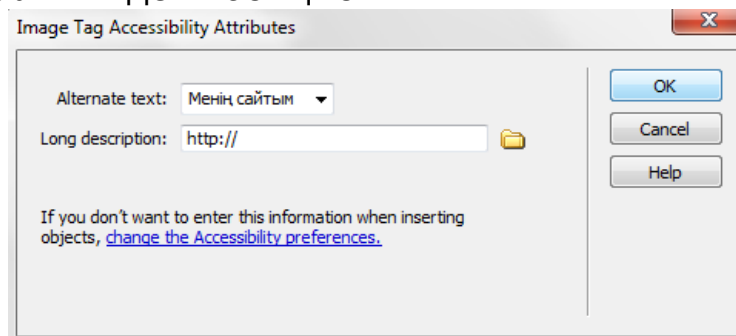 Image Tag Accessibility Attributes
Alternate text: Менің сайтым
OK
Long description: http://
Cancel
Help
If you don't want to enter this information when inserting
objects, change the Accessibility preferences.